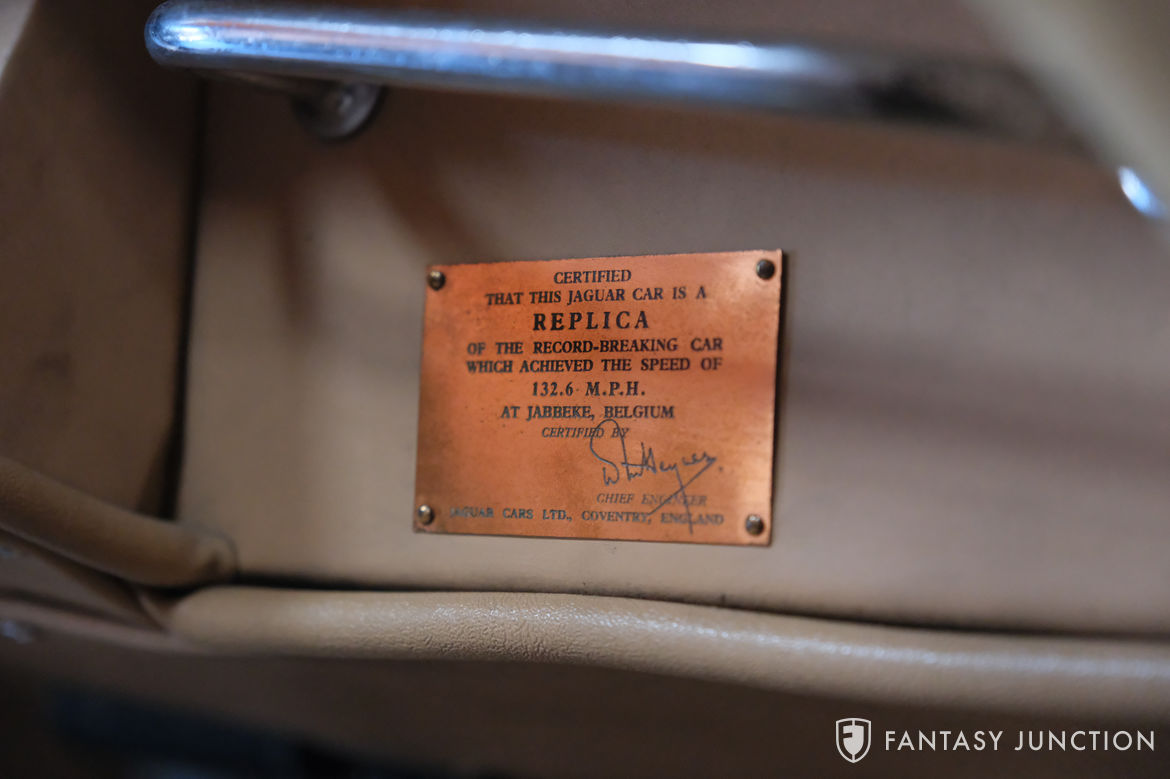 CERTIFIED
THAT THIS JAGUAR CAR IS A
REPLICA
OF THE RECORD-BREAKING CAR
WHICH ACHIEVED THE SPEED OF
132.6 M.P.H.
AT JABBEKE, BELGIUM
CERTIFIED BY
CHIEF ENGINEER
JAGUAR CARS LTD., COVENTRY, ENGLAND
FANTASY JUNCTION